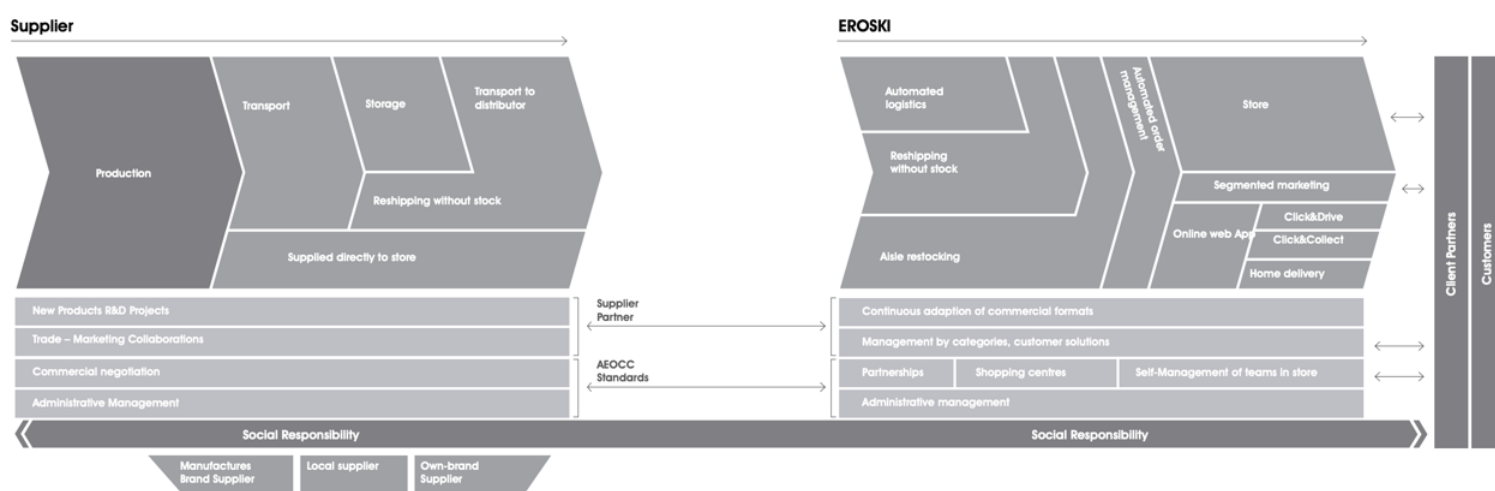 Supplier
Production
Transport
Storage
Transport to
distributor
Reshipping without stock
Supplied directly to store
New Products R&D Projects
Trade – Marketing Collaborations
Commercial negotiation
Administrative Management
Supplier
Partner
AEOCC
Standards
EROSKI
Automated
logistics
Reshipping
without stock
Aisle restocking
Automated order
management
Store
Segmented marketing
Online web App
Click&Drive
Click&Collect
Home delivery
Continuous adaption of commercial formats
Management by categories, customer solutions
Partnerships
Shopping centres
Self-Management of teams in store
Administrative management
Client Partners
Customers
Social Responsibility
Social Responsibility
Manufactures
Brand Supplier
Local supplier
Own-brand
Supplier